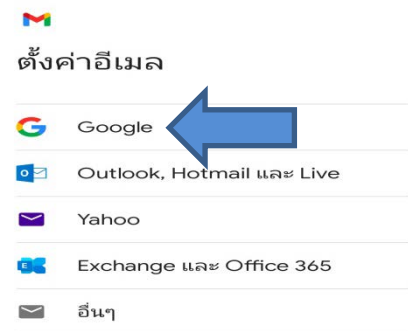 ตั้งค่าอีเมล
Google
Outlook, Hotmail และ Live
Yahoo
Exchange และ Office 365
อื่นๆ